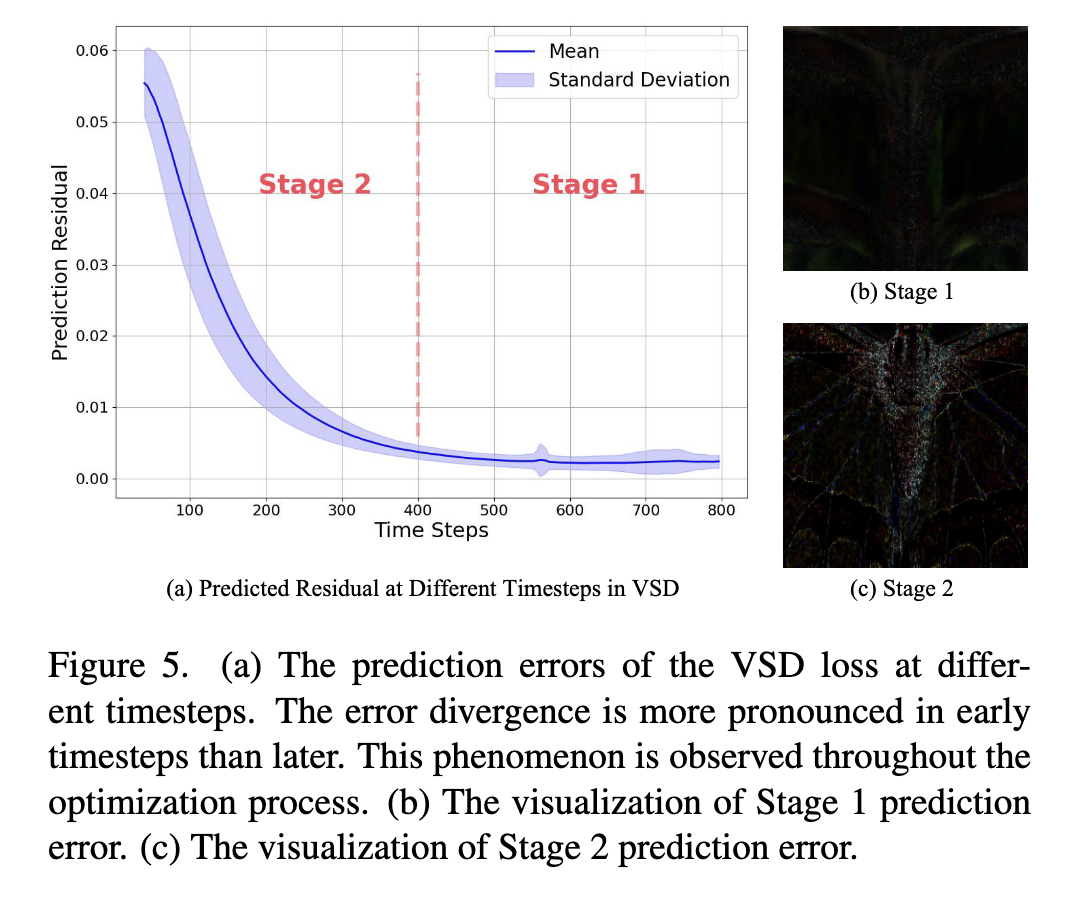 0.06
0.05
0.04
0.03
0.02
0.01
0.00
Prediction Residual
Mean
Standard Deviation
Stage 2
Stage 1
100 200 300 400 500 600 700 800
Time Steps
(a) Predicted Residual at Different Timesteps in VSD
(b) Stage 1
(c) Stage 2
Figure 5. (a) The prediction errors of the VSD loss at differ-
ent timesteps. The error divergence is more pronounced in early
timesteps than later. This phenomenon is observed throughout the
optimization process. (b) The visualization of Stage 1 prediction
error. (c) The visualization of Stage 2 prediction error.